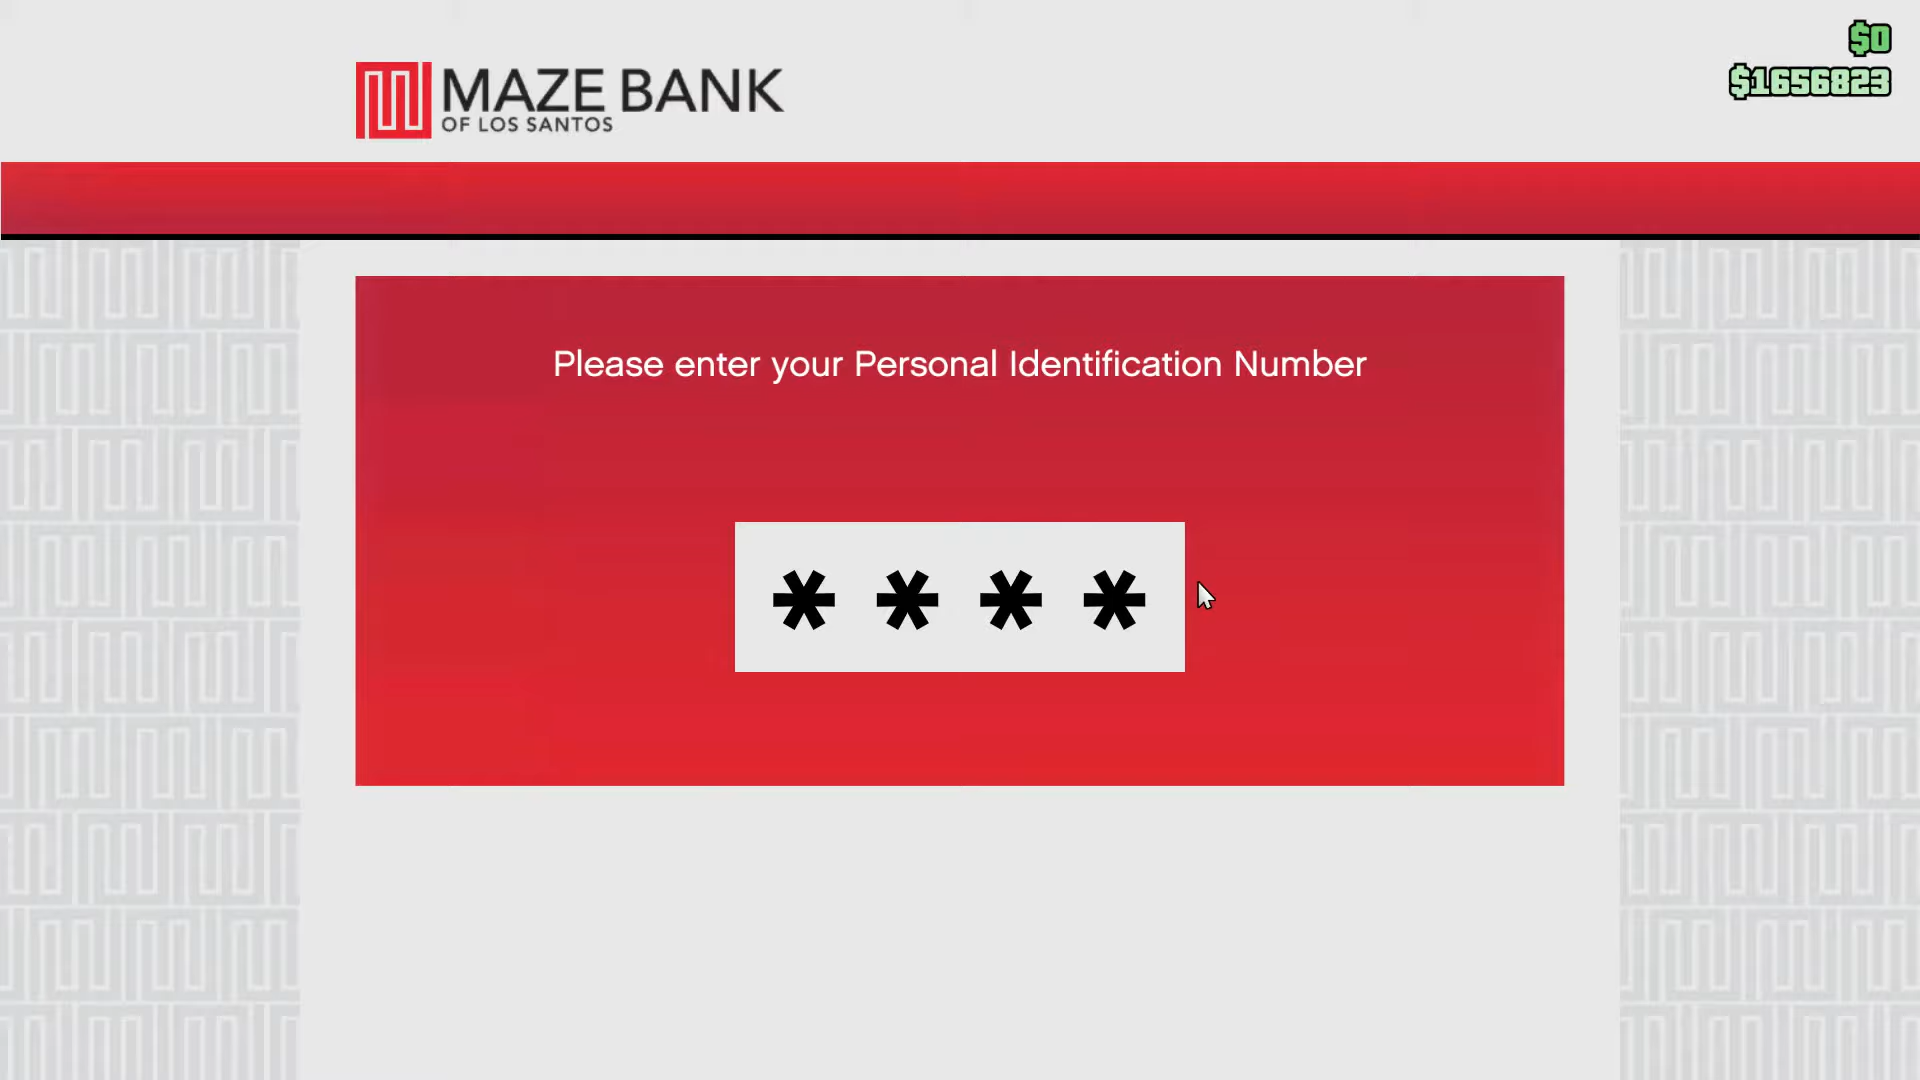 MAZE BANK
OF LOS SANTOS
$0
$1656823
Please enter your Personal Identification Number
* * * *